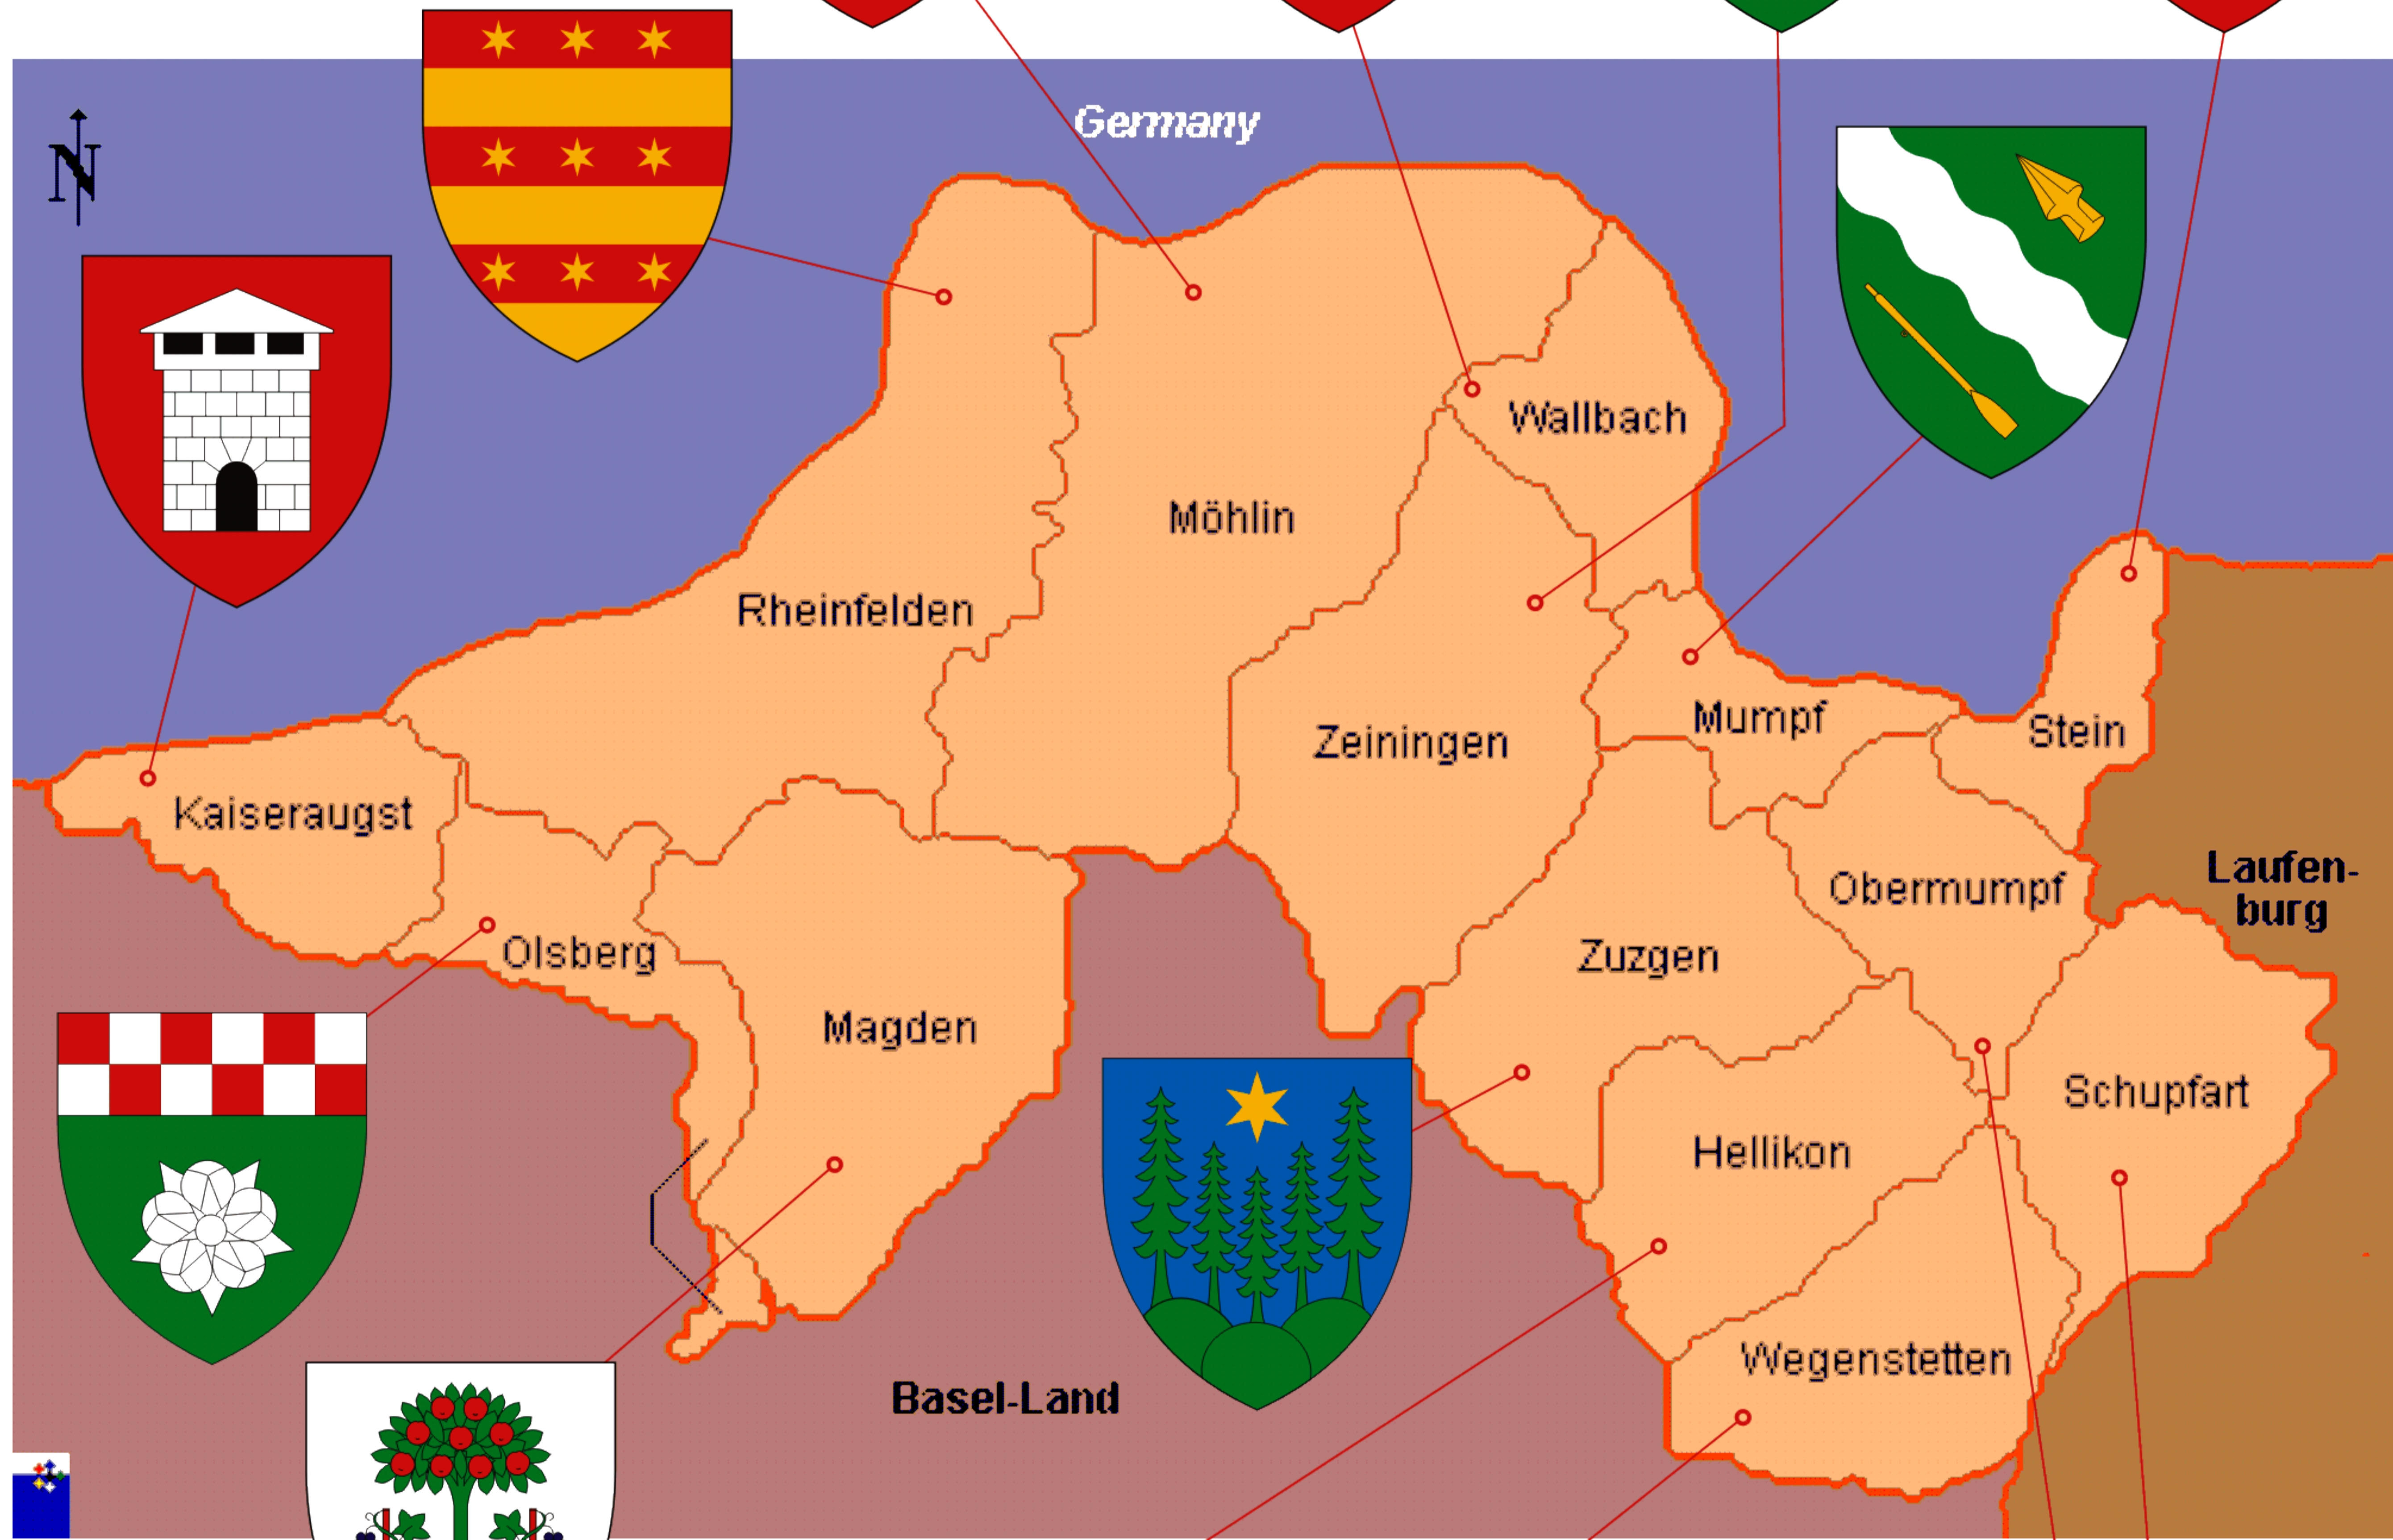 Germany
N
Wallbach
Möhlin
Rheinfelden
Mumpf
Stein
Zeiningen
Kaiseraugst
Laufen-
burg
Obermumpf
Olsberg
Zuzgen
Magden
Schupfart
Hellikon
Wegenstetten
Basel-Land